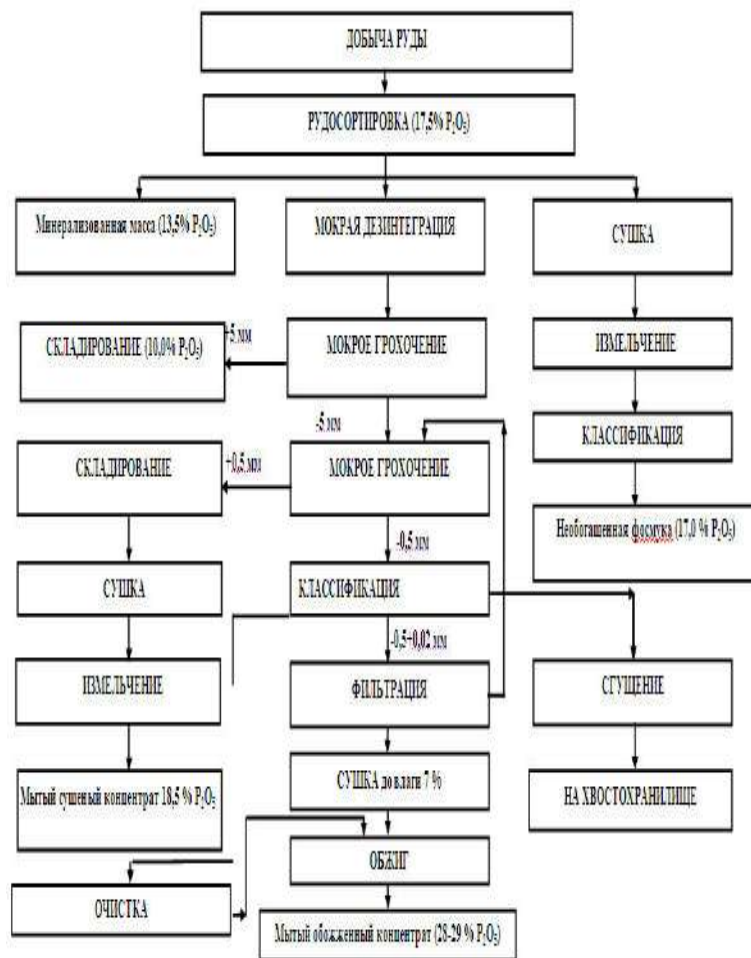 ДОБЫЧА РУДЫ
РУДОСОРТИРОВКА (17,5% P₂O₅)
Минерализованная масса (13,5% P₂O₅)
МОКРАЯ ДЕЗИНТЕГРАЦИЯ
СУШКА
+5 мм
СКЛАДИРОВАНИЕ (10,0% P₂O₅)
МОКРОЕ ГРОХОЧЕНИЕ
ИЗМЕЛЬЧЕНИЕ
-5 мм
КЛАССИФИКАЦИЯ
СКЛАДИРОВАНИЕ
+0,5 мм
МОКРОЕ ГРОХОЧЕНИЕ
Необогащенная фосмука (17,0 % P₂O₅)
-0,5 мм
СУШКА
КЛАССИФИКАЦИЯ
-0,5+0,02 мм
ИЗМЕЛЬЧЕНИЕ
ФИЛЬТРАЦИЯ
СГУЩЕНИЕ
Мытый сушеный концентрат 18,5 % P₂O₅
СУШКА до влаги 7 %
НА ХВОСТОХРАНИЛИЩЕ
ОБЖИГ
ОЧИСТКА
Мытый обожженный концентрат (28-29 % P₂O₅)